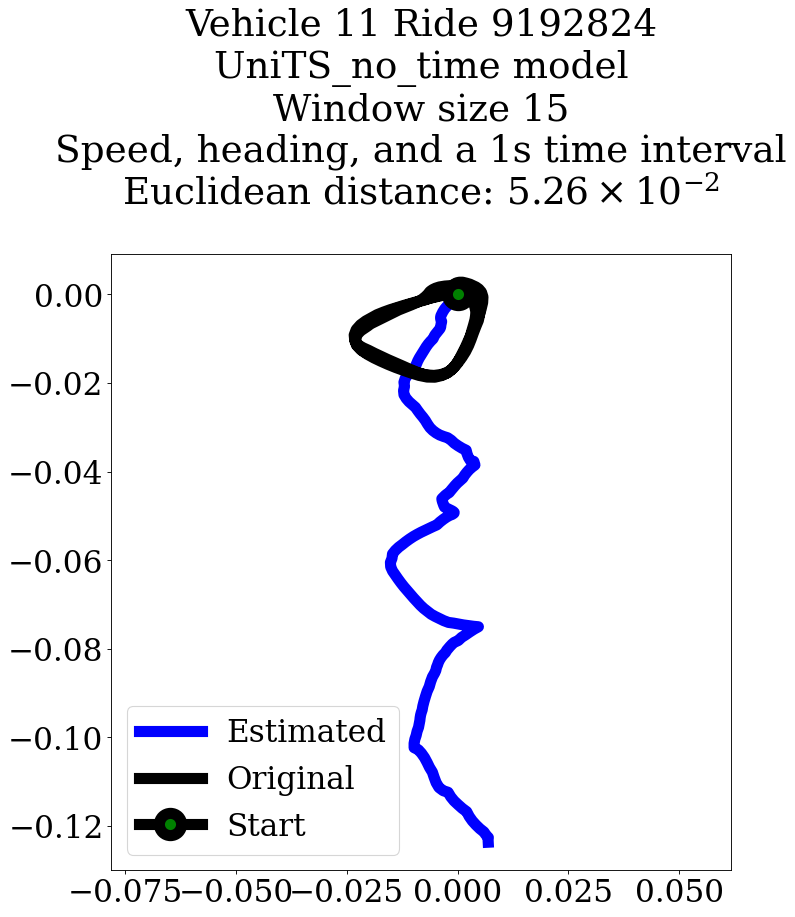 Vehicle 11 Ride 9192824
UniTS_no_time model
Window size 15
Speed, heading, and a 1s time interval
Euclidean distance: 5.26 × 10⁻²
0.00
−0.02
−0.04
−0.06
−0.08
−0.10
−0.12
Estimated
Original
Start
−0.075 −0.050 −0.025 0.000 0.025 0.050